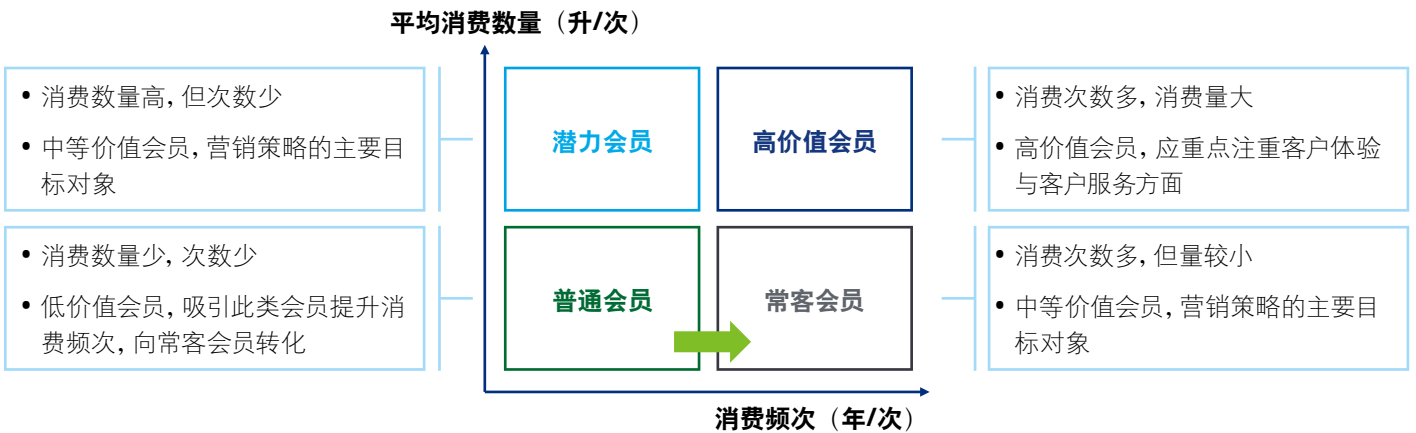 平均消费数量（升/次）
• 消费数量高，但次数少
• 中等价值会员，营销策略的主要目
标对象
潜力会员
高价值会员
• 消费次数多，消费量大
• 高价值会员，应重点注重客户体验
与客户服务方面
• 消费数量少，次数少
• 低价值会员，吸引此类会员提升消
费频次，向常客会员转化
普通会员
常客会员
• 消费次数多，但量较小
• 中等价值会员，营销策略的主要目
标对象
消费频次（年/次）